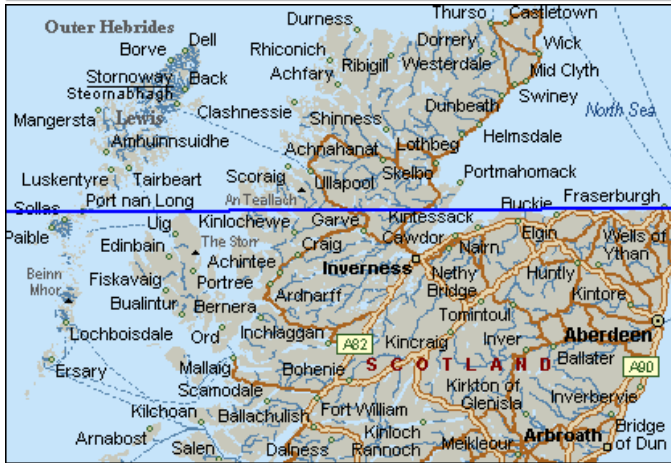 Durness
Thurso
Castletown
Outer Hebrides
Dell
Borve
Rhiconich
Dorrery
Wick
Ribigill
Westerdale
Stornoway
Back
Achfary
Mid Clyth
Steornabhagh
Swiney
Clashnessie
Dunbeath
North Sea
Mangersta
Lewis
Shinness
Helmsdale
Amhuinnsuidhe
Achnahanat
Lothbeg
Scoraig
Skelbo
Luskentyre
Tairbeart
Ullapool
Portmahomack
An Teallach
Port nan Long
Fraserburgh
Sollas
Buckie
Uig
Kinlochewe
Garve
Kintessack
Paible
Edinbain
The Storr
Craig
Cawdor
Elgin
Wells of
Ythan
Achintee
Inverness
Nairn
Beinn
Mhor
Fiskavaig
Portree
Nethy
Bridge
Huntly
Bualintur
Bernera
Ardnarff
Kintore
Tomintoul
Lochboisdale
Ord
Inchlaggan
Kincraig
Inver
Aberdeen
A82
Ballater
Ersary
Mallaig
Bohenie
SCOTLAND
A90
Scamodale
Kirkton of
Glenisla
Inverbervie
Kilchoan
Ballachulish
Fort William
Arnabost
Kinloch
Rannoch
Bridge
of Dun
Salen
Dalness
Meikleour
Arbroath